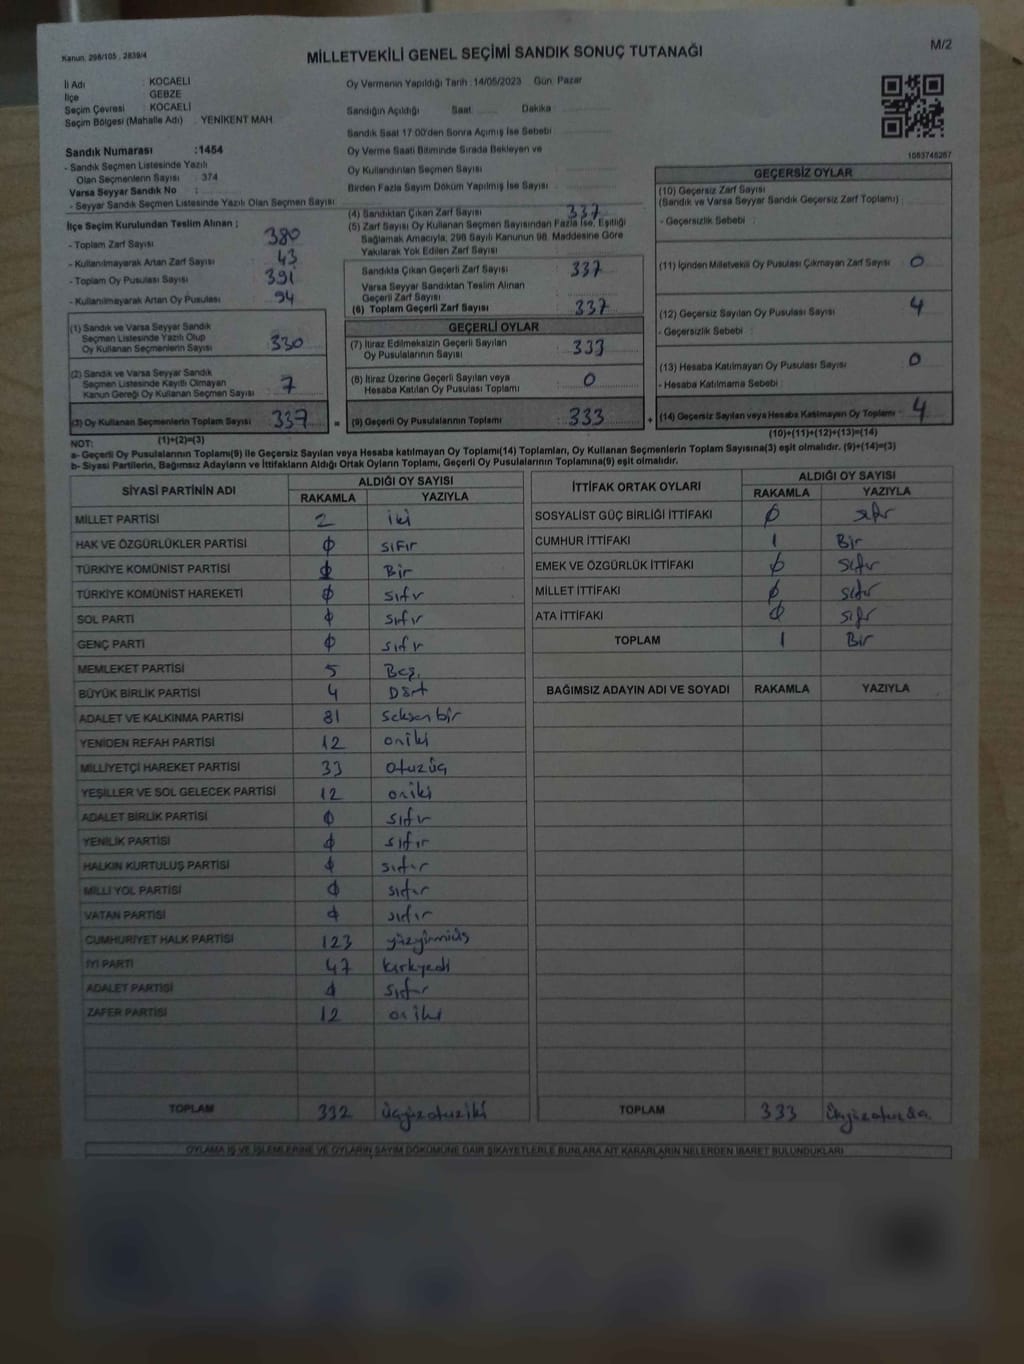 Kanun: 298/105, 2839/4
MİLLETVEKİLİ GENEL SEÇİMİ SANDIK SONUÇ TUTANAĞI
M/2
İl Adı : KOCAELİ
İlçe : GEBZE
Seçim Çevresi : KOCAELİ
Seçim Bölgesi (Mahalle Adı) : YENİKENT MAH.
Oy Vermenin Yapıldığı Tarih : 14/05/2023 Gün: Pazar
Sandığın Açıldığı Saat ....... Dakika : ..............
Sandık Saat 17:00'den Sonra Açımış İse Sebebi : ..............
Oy Verme Saati Bitiminde Sırada Bekleyen ve
Oy Kullandırılan Seçmen Sayısı : ..............
Birden Fazla Sayım Döküm Yapılmış İse Sayısı : ..............
1083746267
Sandık Numarası : 1454
- Sandık Seçmen Listesinde Yazılı
Olan Seçmenlerin Sayısı : 374
Varsa Seyyar Sandık No : ..............
- Seyyar Sandık Seçmen Listesinde Yazılı Olan Seçmen Sayısı: ..............
İlçe Seçim Kurulundan Teslim Alınan :
- Toplam Zarf Sayısı : 380
- Kullanılmayarak Artan Zarf Sayısı : 43
- Toplam Oy Pusulası Sayısı : 391
- Kullanılmayarak Artan Oy Pusulası : 54
(1) Sandık ve Varsa Seyyar Sandık
Seçmen Listesinde Yazılı Olup
Oy Kullanan Seçmenlerin Sayısı : 330
(2) Sandık ve Varsa Seyyar Sandık
Seçmen Listesinde Kayıtlı Olmayan
Kanun Gereği Oy Kullanan Seçmen Sayısı : 7
(3) Oy Kullanan Seçmenlerin Toplam Sayısı : 337
(1)+(2)=(3)
(4) Sandıktan Çıkan Zarf Sayısı : 337
(5) Zarf Sayısı Oy Kullanan Seçmen Sayısından Fazla İse, Eşitliği
Sağlamak Amacıyla, 298 Sayılı Kanunun 98. Maddesine Göre
Yakılarak Yok Edilen Zarf Sayısı : ..............
Sandıkta Çıkan Geçerli Zarf Sayısı : 337
Varsa Seyyar Sandıktan Teslim Alınan
Geçerli Zarf Sayısı : ..............
(6) Toplam Geçerli Zarf Sayısı : 337
GEÇERLİ OYLAR
(7) İtiraz Edilmeksizin Geçerli Sayılan
Oy Pusulalarının Sayısı : 333
(8) İtiraz Üzerine Geçerli Sayılan veya
Hesaba Katılan Oy Pusulası Toplamı : 0
(9) Geçerli Oy Pusulalarının Toplamı : 333
GEÇERSİZ OYLAR
(10) Geçersiz Zarf Sayısı
(Sandık ve Varsa Seyyar Sandık Geçersiz Zarf Toplamı) : ..............
- Geçersizlik Sebebi :
(11) İçinden Milletvekili Oy Pusulası Çıkmayan Zarf Sayısı : 0
(12) Geçersiz Sayılan Oy Pusulası Sayısı : 4
- Geçersizlik Sebebi :
(13) Hesaba Katılmayan Oy Pusulası Sayısı : 0
- Hesaba Katılmama Sebebi :
(14) Geçersiz Sayılan veya Hesaba Katılmayan Oy Toplamı : 4
(10)+(11)+(12)+(13)=(14)
NOT:
a- Geçerli Oy Pusulalarının Toplamı(9) ile Geçersiz Sayılan veya Hesaba katılmayan Oy Toplamı(14) Toplamları, Oy Kullanan Seçmenlerin Toplam Sayısına(3) eşit olmalıdır. (9)+(14)=(3)
b- Siyasi Partilerin, Bağımsız Adayların ve İttifakların Aldığı Ortak Oyların Toplamı, Geçerli Oy Pusulalarının Toplamına(9) eşit olmalıdır.
SİYASİ PARTİNİN ADI ALDIĞI OY SAYISI
RAKAMLA YAZIYLA
MİLLET PARTİSİ 2 iki
HAK VE ÖZGÜRLÜKLER PARTİSİ 0 SIFIR
TÜRKİYE KOMÜNİST PARTİSİ Bir
TÜRKİYE KOMÜNİST HAREKETİ 0 sıfır
SOL PARTİ 0 sıfır
GENÇ PARTİ 0 sıfır
MEMLEKET PARTİSİ 5 Beş
BÜYÜK BİRLİK PARTİSİ 4 Dört
ADALET VE KALKINMA PARTİSİ 81 seksen bir
YENİDEN REFAH PARTİSİ 12 oniki
MİLLİYETÇİ HAREKET PARTİSİ 33 otuzüç
YEŞİLLER VE SOL GELECEK PARTİSİ 12 oniki
ADALET BİRLİK PARTİSİ 0 sıfır
YENİLİK PARTİSİ 0 sıfır
HALKIN KURTULUŞ PARTİSİ 0 sıfır
MİLLİ YOL PARTİSİ 0 sıfır
VATAN PARTİSİ 0 sıfır
CUMHURİYET HALK PARTİSİ 123 yüzyirmiüç
İYİ PARTİ 47 kırkyedi
ADALET PARTİSİ 0 sıfır
ZAFER PARTİSİ 12 oniki
TOPLAM 332 üçyüzotuziki
İTTİFAK ORTAK OYLARI ALDIĞI OY SAYISI
RAKAMLA YAZIYLA
SOSYALİST GÜÇ BİRLİĞİ İTTİFAKI 0 sıfır
CUMHUR İTTİFAKI 1 Bir
EMEK VE ÖZGÜRLÜK İTTİFAKI 0 sıfır
MİLLET İTTİFAKI 0 sıfır
ATA İTTİFAKI 0 sıfır
TOPLAM 1 Bir
BAĞIMSIZ ADAYIN ADI VE SOYADI RAKAMLA YAZIYLA
TOPLAM 333
OYLAMA İŞ VE İŞLEMLERİNE VE OYLARIN SAYIM DÖKÜMÜNE DAİR ŞİKAYETLERLE BUNLARA AİT KARARLARIN NELERDEN İBARET BULUNDUKLARI